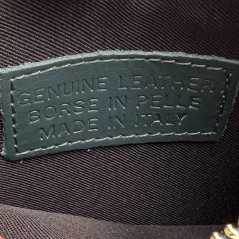 GENUINE LEATHER
BORSE IN PELLE
MADE IN ITALY